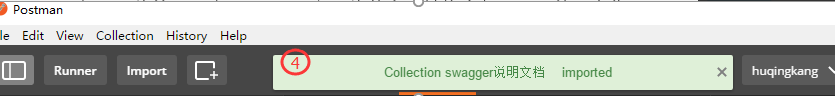 Postman
le Edit View Collection History Help
Runner Import ④ Collection swagger说明文档 imported × huqingkang